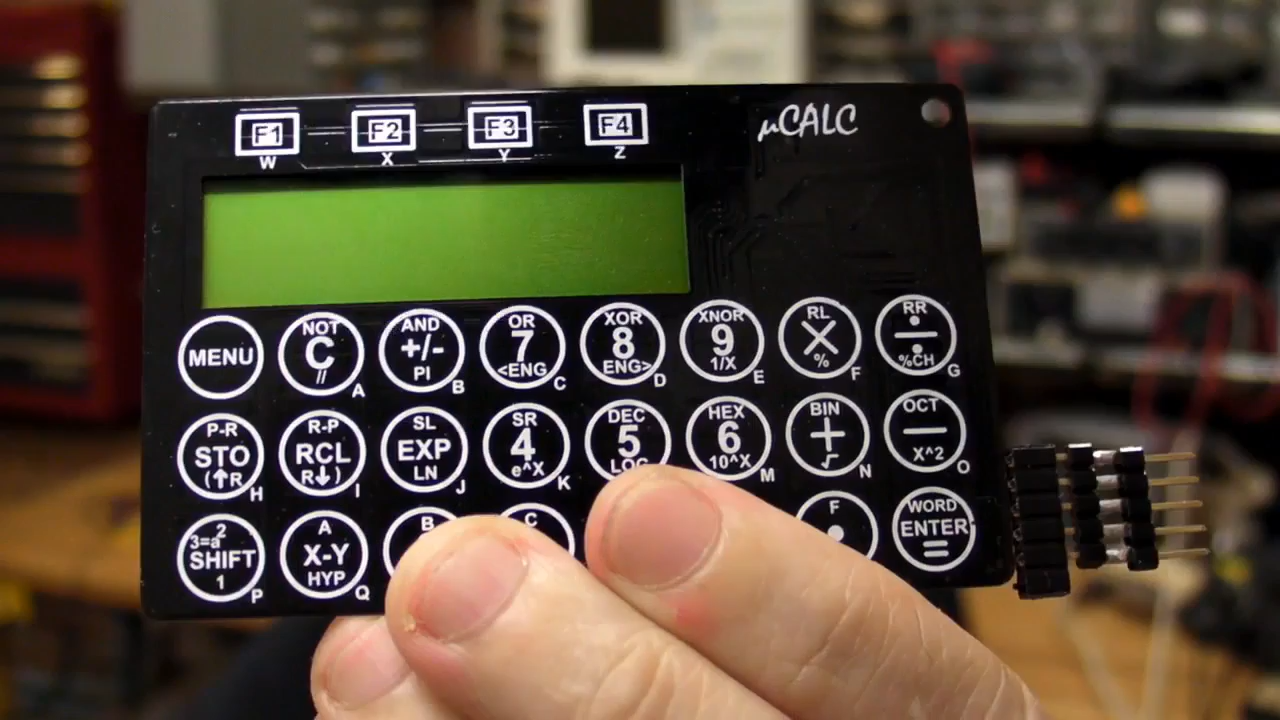 F1 F2 F3 F4 µCALC
W X Y Z
MENU
NOT C // A
AND +/- PI B
OR 7 <ENG C
XOR 8 ENG> D
XNOR 9 1/X E
RL X % F
RR ÷ %CH G
P-R STO (↑R H
R-P RCL R↓) I
SL EXP LN J
SR 4 e^X K
DEC 5 LOG
HEX 6 10^X M
BIN + √ N
OCT — X^2 O
3=a² SHIFT 1 P
A X-Y HYP Q
B
C
F .
WORD ENTER =